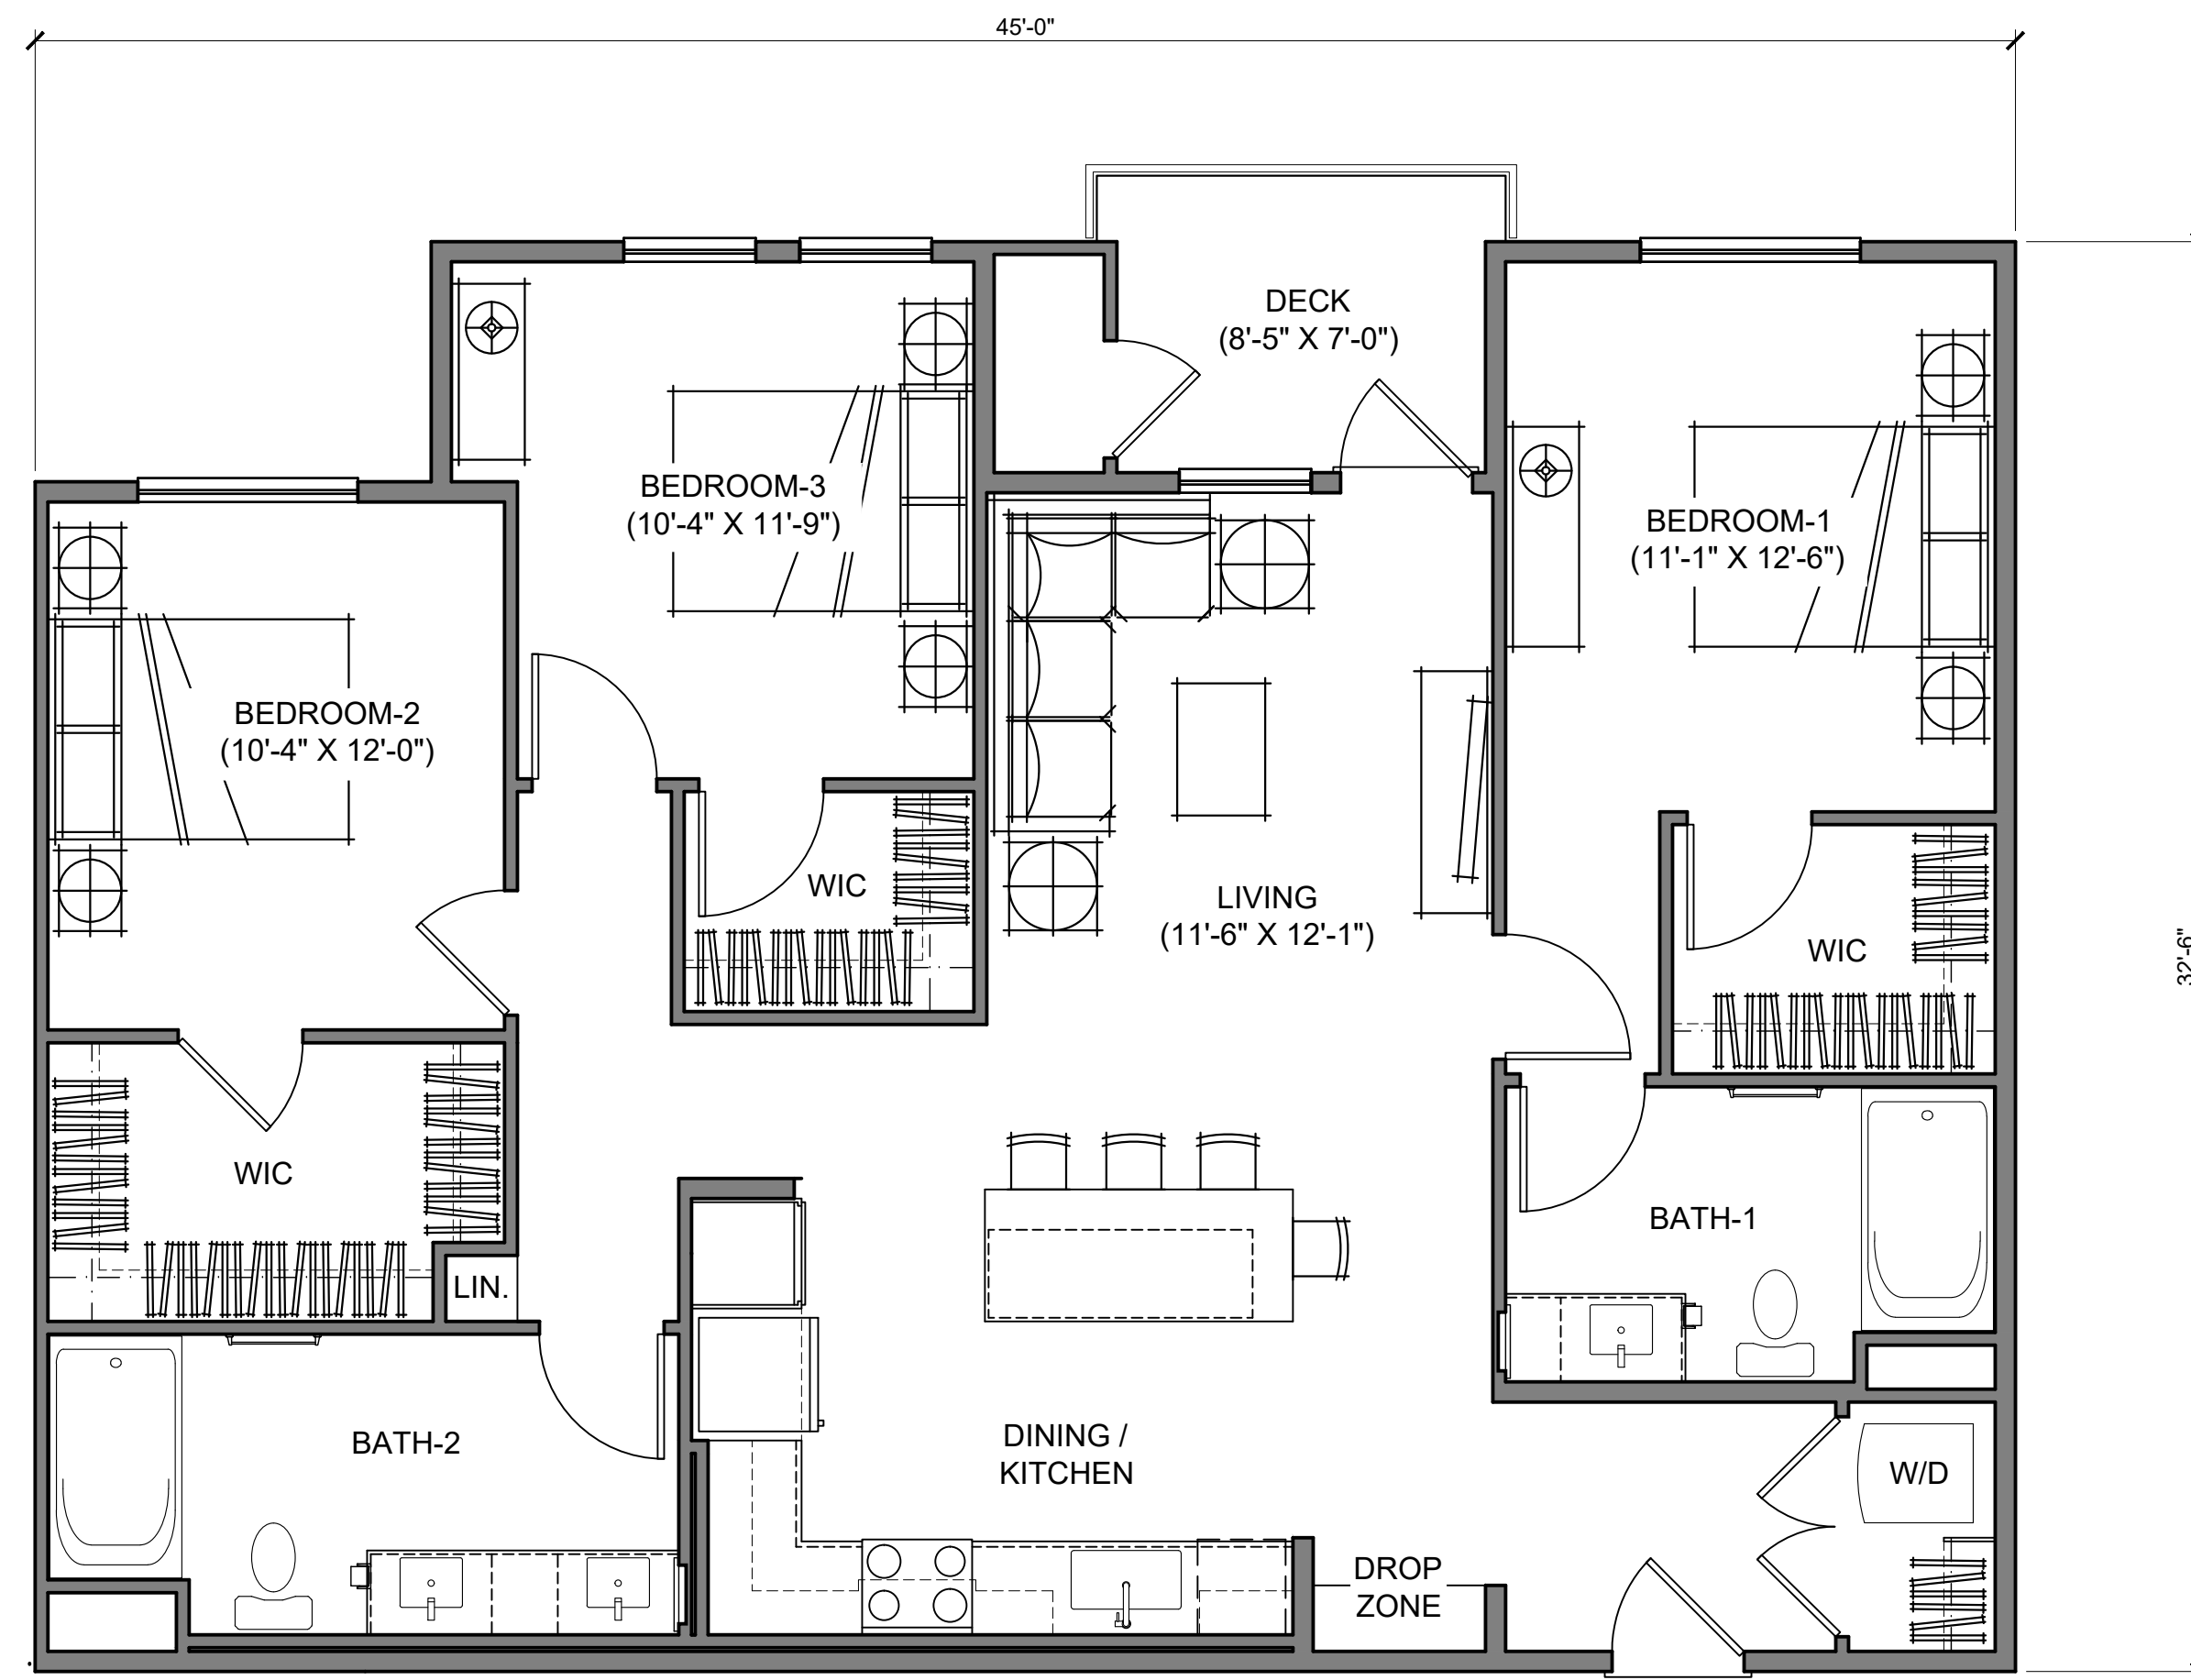 45'-0"
DECK
(8'-5" X 7'-0")
BEDROOM-3
(10'-4" X 11'-9")
BEDROOM-1
(11'-1" X 12'-6")
BEDROOM-2
(10'-4" X 12'-0")
WIC
LIVING
(11'-6" X 12'-1")
WIC
32'-6"
WIC
BATH-1
LIN.
BATH-2
DINING /
KITCHEN
W/D
DROP
ZONE